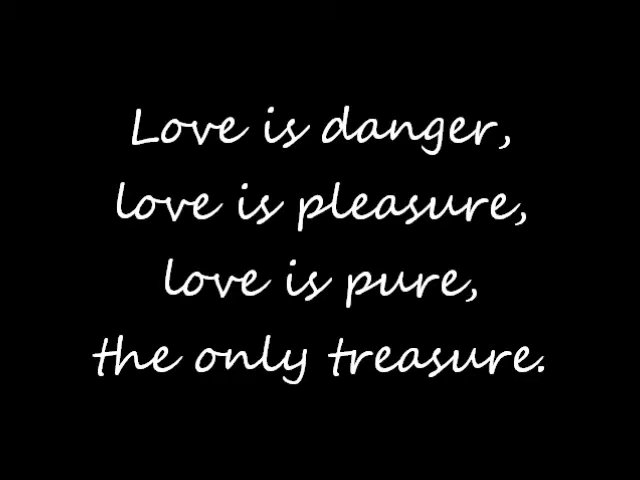 Love is danger,
love is pleasure,
love is pure,
the only treasure.